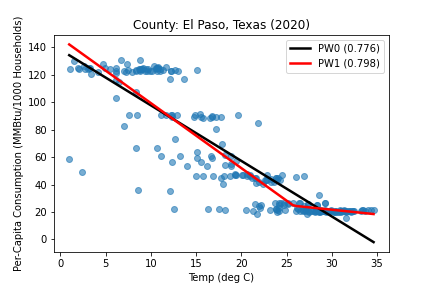 County: El Paso, Texas (2020)
Per-Capita Consumption (MMBtu/1000 Households)
140
120
100
80
60
40
20
0
PW0 (0.776)
PW1 (0.798)
0 5 10 15 20 25 30 35
Temp (deg C)